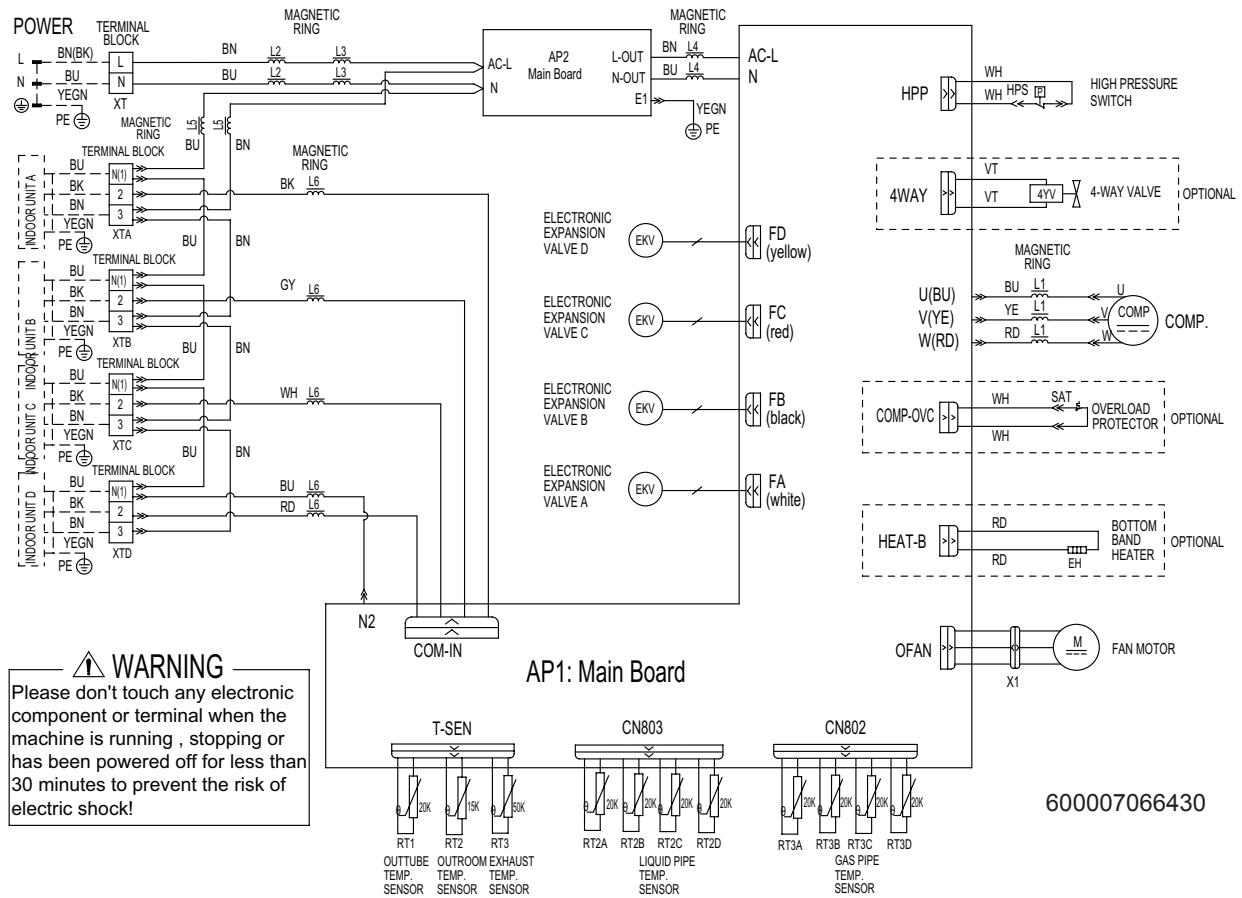 POWER
TERMINAL
BLOCK
MAGNETIC
RING
MAGNETIC
RING
L
BN(BK)
L
BN
L2
L3
N
BU
N
BU
L2
L3
YEGN
XT
PE
AC-L
N
AP2
Main Board
L-OUT
N-OUT
E1
BN
L4
BU
L4
YEGN
PE
AC-L
N
MAGNETIC
RING
L5
L5
BU
BN
TERMINAL BLOCK
INDOOR UNIT A
BU
BK
BN
YEGN
PE
N(1)
2
3
XTA
MAGNETIC
RING
BK
L6
BU
BN
TERMINAL BLOCK
INDOOR UNIT B
BU
BK
BN
YEGN
PE
N(1)
2
3
XTB
GY
L6
BU
BN
TERMINAL BLOCK
INDOOR UNIT C
BU
BK
BN
YEGN
PE
N(1)
2
3
XTC
WH
L6
BU
BN
TERMINAL BLOCK
INDOOR UNIT D
BU
BK
BN
YEGN
PE
N(1)
2
3
XTD
BU
L6
RD
L6
ELECTRONIC
EXPANSION
VALVE D
EKV
FD
(yellow)
ELECTRONIC
EXPANSION
VALVE C
EKV
FC
(red)
ELECTRONIC
EXPANSION
VALVE B
EKV
FB
(black)
ELECTRONIC
EXPANSION
VALVE A
EKV
FA
(white)
HPP
WH
WH
HPS
P
HIGH PRESSURE
SWITCH
4WAY
VT
VT
4YV
4-WAY VALVE
OPTIONAL
MAGNETIC
RING
U(BU)
BU
L1
U
V(YE)
YE
L1
V
W(RD)
RD
L1
W
COMP
COMP.
COMP-OVC
WH
WH
SAT
OVERLOAD
PROTECTOR
OPTIONAL
HEAT-B
RD
RD
EH
BOTTOM
BAND
HEATER
OPTIONAL
OFAN
X1
M
FAN MOTOR
N2
COM-IN
AP1: Main Board
WARNING
Please don't touch any electronic
component or terminal when the
machine is running , stopping or
has been powered off for less than
30 minutes to prevent the risk of
electric shock!
T-SEN
CN803
CN802
θ
20K
θ
15K
θ
50K
θ
20K
θ
20K
θ
20K
θ
20K
θ
20K
θ
20K
θ
20K
θ
20K
RT1
RT2
RT3
RT2A
RT2B
RT2C
RT2D
RT3A
RT3B
RT3C
RT3D
OUTTUBE
TEMP.
SENSOR
OUTROOM
TEMP.
SENSOR
EXHAUST
TEMP.
SENSOR
LIQUID PIPE
TEMP.
SENSOR
GAS PIPE
TEMP.
SENSOR
600007066430